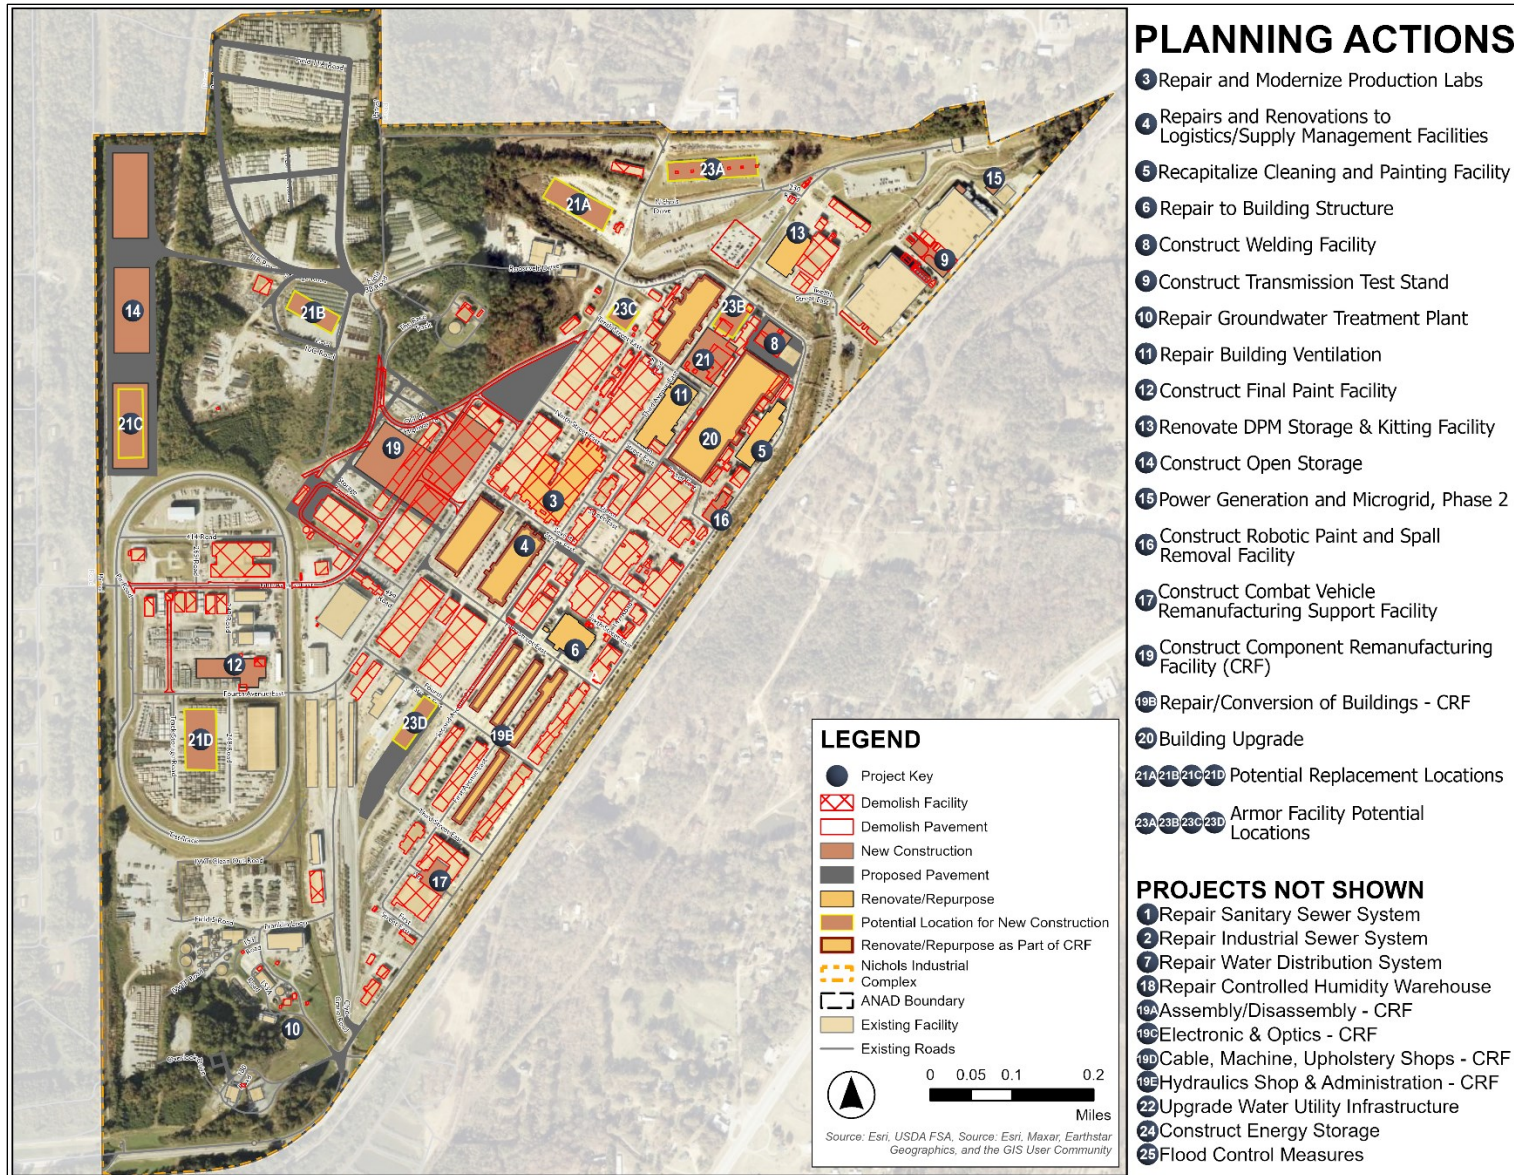 PLANNING ACTIONS
3 Repair and Modernize Production Labs
4 Repairs and Renovations to
Logistics/Supply Management Facilities
5 Recapitalize Cleaning and Painting Facility
6 Repair to Building Structure
8 Construct Welding Facility
9 Construct Transmission Test Stand
10 Repair Groundwater Treatment Plant
11 Repair Building Ventilation
12 Construct Final Paint Facility
13 Renovate DPM Storage & Kitting Facility
14 Construct Open Storage
15 Power Generation and Microgrid, Phase 2
16 Construct Robotic Paint and Spall
Removal Facility
17 Construct Combat Vehicle
Remanufacturing Support Facility
19 Construct Component Remanufacturing
Facility (CRF)
19B Repair/Conversion of Buildings - CRF
20 Building Upgrade
21A 21B 21C 21D Potential Replacement Locations
23A 23B 23C 23D Armor Facility Potential
Locations
PROJECTS NOT SHOWN
1 Repair Sanitary Sewer System
2 Repair Industrial Sewer System
7 Repair Water Distribution System
18 Repair Controlled Humidity Warehouse
19A Assembly/Disassembly - CRF
19C Electronic & Optics - CRF
19D Cable, Machine, Upholstery Shops - CRF
19E Hydraulics Shop & Administration - CRF
22 Upgrade Water Utility Infrastructure
24 Construct Energy Storage
25 Flood Control Measures
LEGEND
Project Key
Demolish Facility
Demolish Pavement
New Construction
Proposed Pavement
Renovate/Repurpose
Potential Location for New Construction
Renovate/Repurpose as Part of CRF
Nichols Industrial
Complex
ANAD Boundary
Existing Facility
Existing Roads
0 0.05 0.1 0.2
Miles
Source: Esri, USDA FSA, Source: Esri, Maxar, Earthstar
Geographics, and the GIS User Community
23A
15
21A
13
9
14
21B
23C
23B
8
21
11
21C
20
19
5
3
16
4
6
12
23D
19B
21D
17
10
Roosevelt Drive
Fourth Avenue East
Test Track